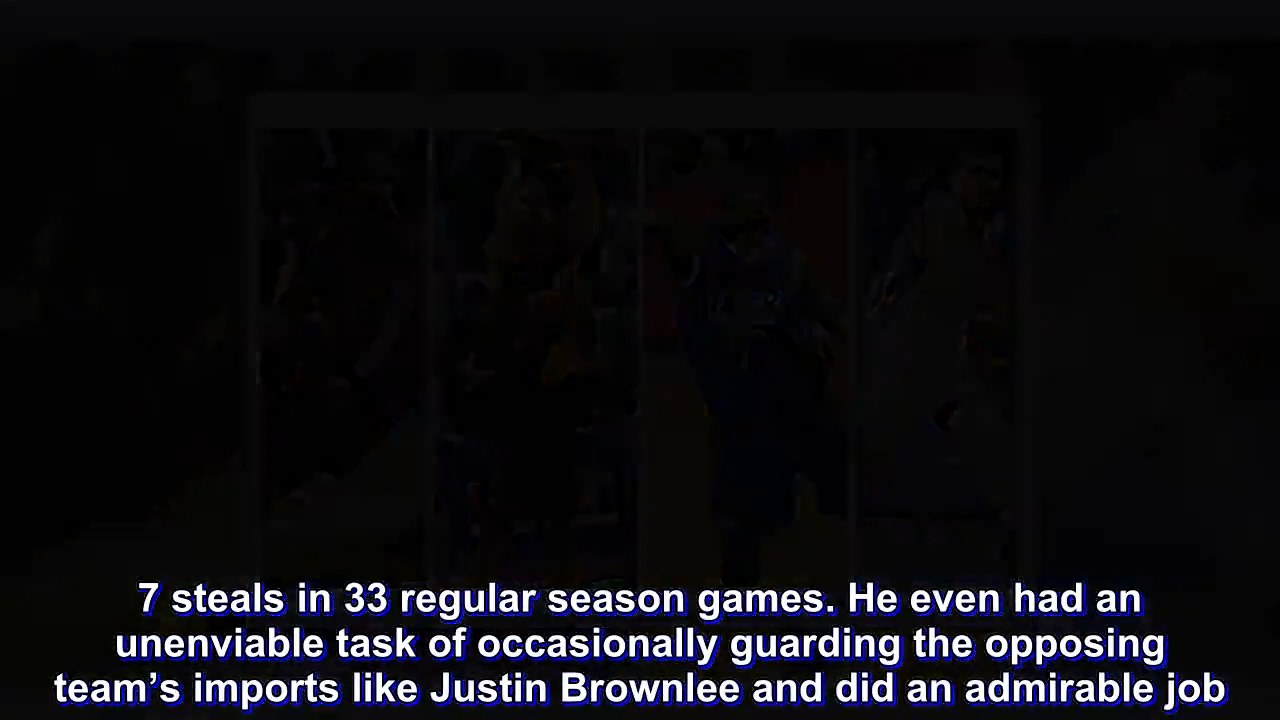 7 steals in 33 regular season games. He even had an
unenviable task of occasionally guarding the opposing
team’s imports like Justin Brownlee and did an admirable job